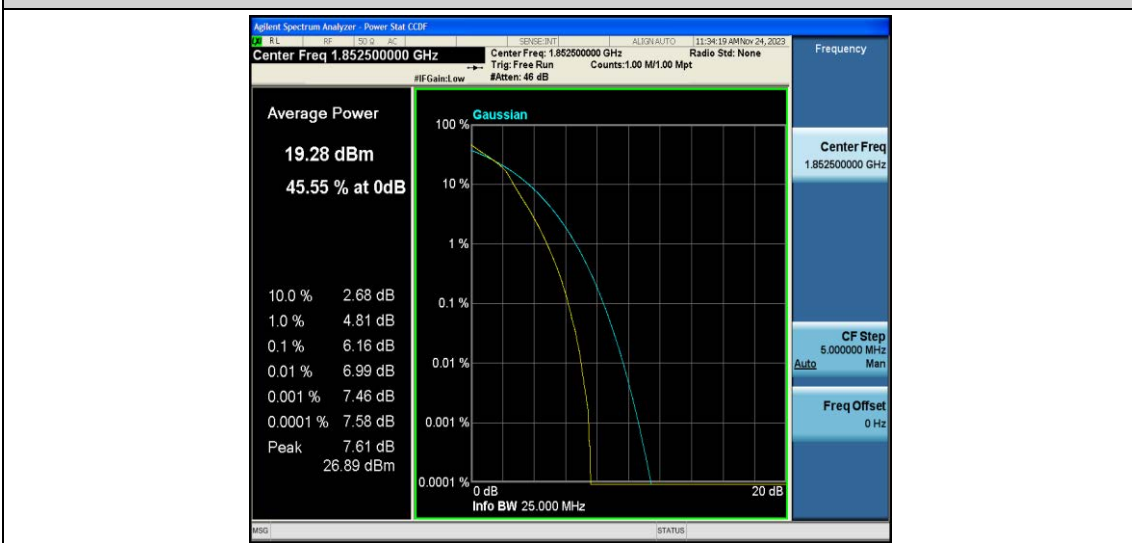 Agilent Spectrum Analyzer - Power Stat CCDF
RL RF 50 Ω AC SENSE:INT ALIGN AUTO 11:34:19 AM Nov 24, 2023
Center Freq 1.852500000 GHz
Center Freq: 1.852500000 GHz Radio Std: None
Trig: Free Run Counts:1.00 M/1.00 Mpt
#IFGain:Low #Atten: 46 dB
Frequency
Average Power
19.28 dBm
45.55 % at 0dB
10.0 % 2.68 dB
1.0 % 4.81 dB
0.1 % 6.16 dB
0.01 % 6.99 dB
0.001 % 7.46 dB
0.0001 % 7.58 dB
Peak 7.61 dB
26.89 dBm
Gaussian
100 %
10 %
1 %
0.1 %
0.01 %
0.001 %
0.0001 %
0 dB 20 dB
Info BW 25.000 MHz
Center Freq
1.852500000 GHz
CF Step
5.000000 MHz
Auto Man
Freq Offset
0 Hz
MSG STATUS